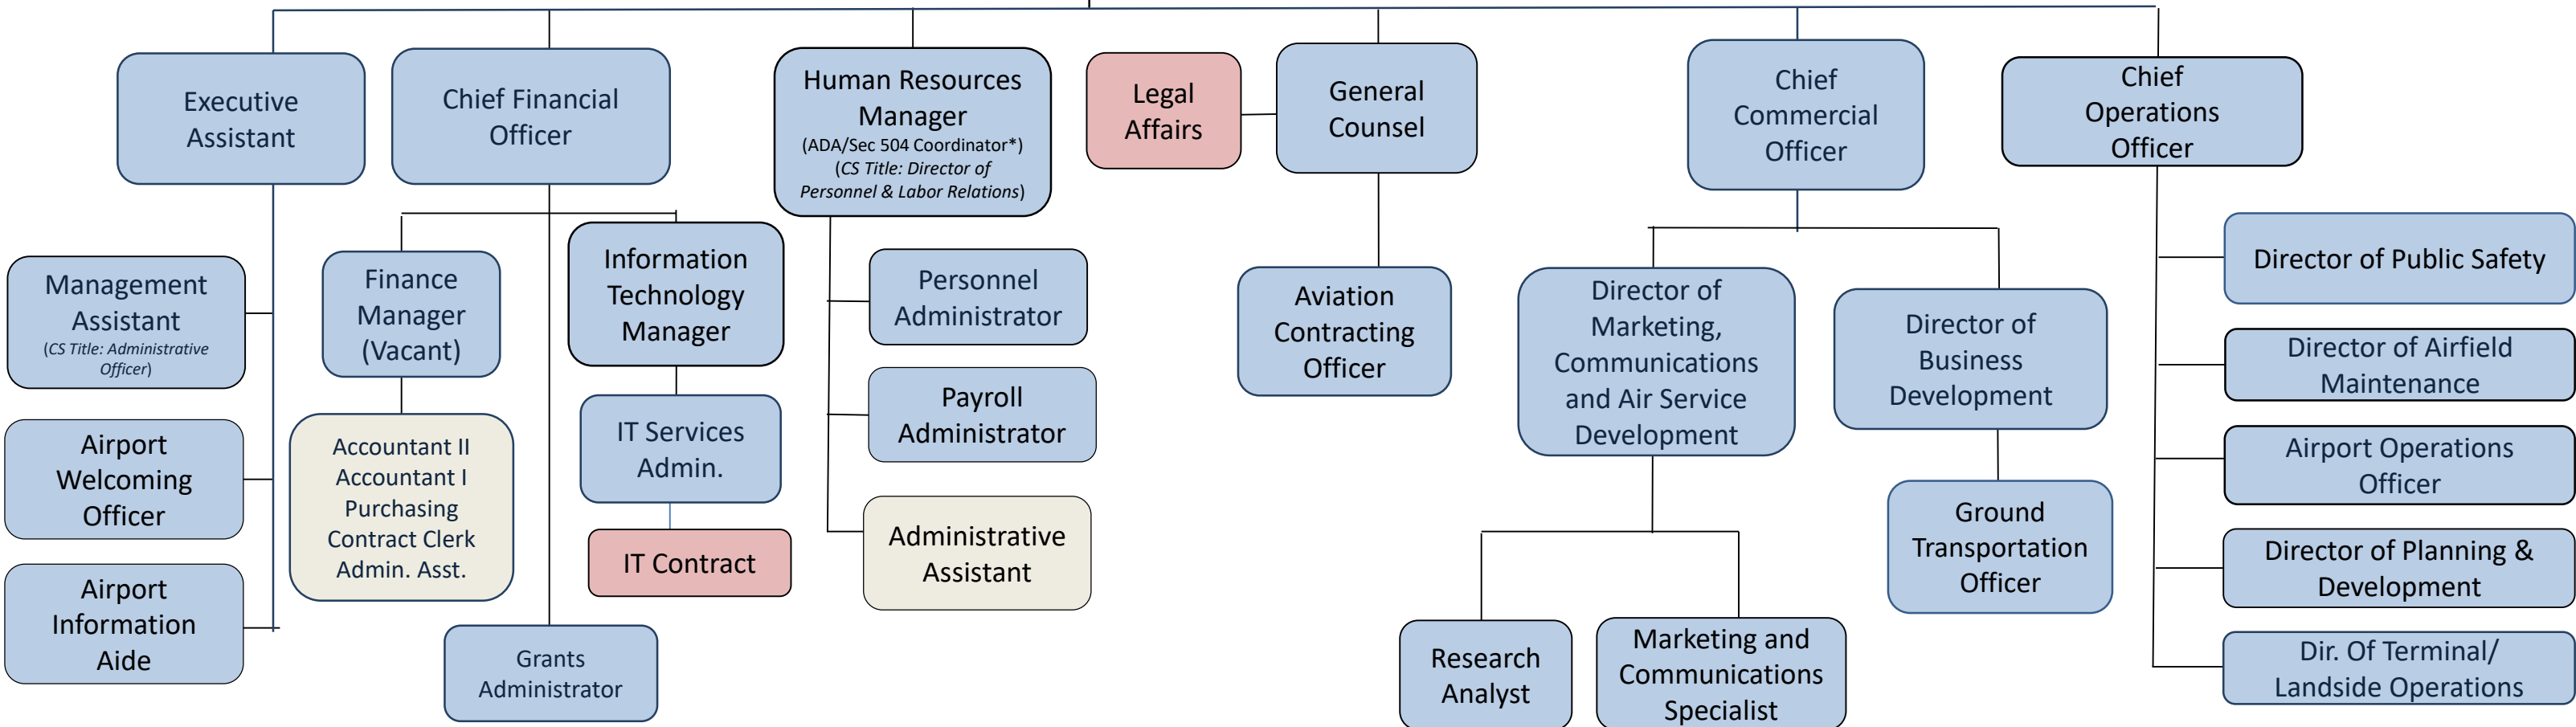 Executive
Assistant
Chief Financial
Officer
Human Resources
Manager
(ADA/Sec 504 Coordinator*)
(CS Title: Director of
Personnel & Labor Relations)
Legal
Affairs
General
Counsel
Chief
Commercial
Officer
Chief
Operations
Officer
Management
Assistant
(CS Title: Administrative
Officer)
Airport
Welcoming
Officer
Airport
Information
Aide
Finance
Manager
(Vacant)
Accountant II
Accountant I
Purchasing
Contract Clerk
Admin. Asst.
Information
Technology
Manager
IT Services
Admin.
IT Contract
Grants
Administrator
Personnel
Administrator
Payroll
Administrator
Administrative
Assistant
Aviation
Contracting
Officer
Director of
Marketing,
Communications
and Air Service
Development
Research
Analyst
Marketing and
Communications
Specialist
Director of
Business
Development
Ground
Transportation
Officer
Director of Public Safety
Director of Airfield
Maintenance
Airport Operations
Officer
Director of Planning &
Development
Dir. Of Terminal/
Landside Operations